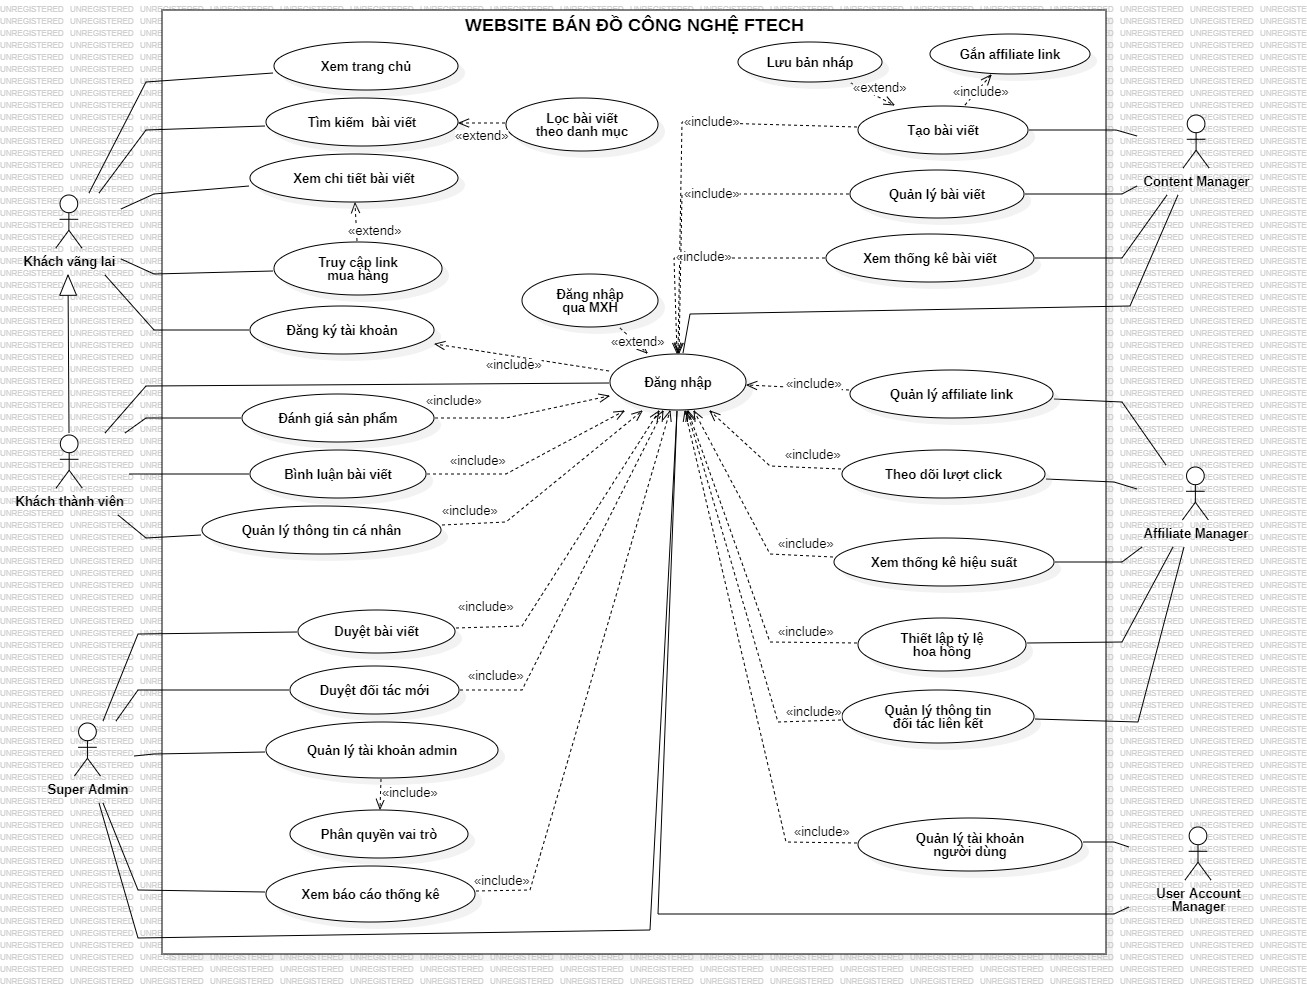 WEBSITE BÁN ĐỒ CÔNG NGHỆ FTECH
Xem trang chủ
Tìm kiếm  bài viết
Lọc bài viết
theo danh mục
«extend»
Xem chi tiết bài viết
«extend»
Truy cập link
mua hàng
Đăng ký tài khoản
Đăng nhập
qua MXH
«extend»
«include»
Đăng nhập
Đánh giá sản phẩm
«include»
Bình luận bài viết
«include»
Quản lý thông tin cá nhân
«include»
Duyệt bài viết
«include»
Duyệt đối tác mới
«include»
Quản lý tài khoản admin
«include»
Phân quyền vai trò
Xem báo cáo thống kê
«include»
Khách vãng lai
Khách thành viên
Super Admin
Lưu bản nháp
Gắn affiliate link
«extend»
«include»
Tạo bài viết
«include»
Quản lý bài viết
«include»
Xem thống kê bài viết
«include»
Content Manager
Quản lý affiliate link
«include»
Theo dõi lượt click
«include»
Xem thống kê hiệu suất
«include»
Thiết lập tỷ lệ
hoa hồng
«include»
Quản lý thông tin
đối tác liên kết
«include»
Affiliate Manager
Quản lý tài khoản
người dùng
«include»
User Account
Manager
UNREGISTERED